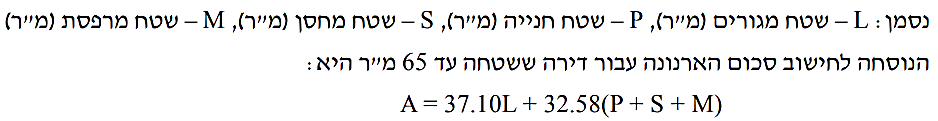 נסמן: L – שטח מגורים (מ״ר), P – שטח חנייה (מ״ר), S – שטח מחסן (מ״ר), M – שטח מרפסת (מ״ר)
הנוסחה לחישוב סכום הארנונה עבור דירה ששטחה עד 65 מ״ר היא:
A = 37.10L + 32.58(P + S + M)